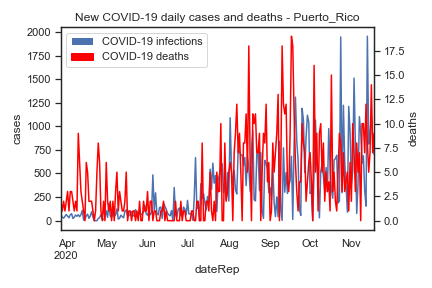 New COVID-19 daily cases and deaths - Puerto_Rico
COVID-19 infections
COVID-19 deaths
2000
1750
1500
1250
1000
750
500
250
0
cases
17.5
15.0
12.5
10.0
7.5
5.0
2.5
0.0
deaths
Apr May Jun Jul Aug Sep Oct Nov
2020
dateRep